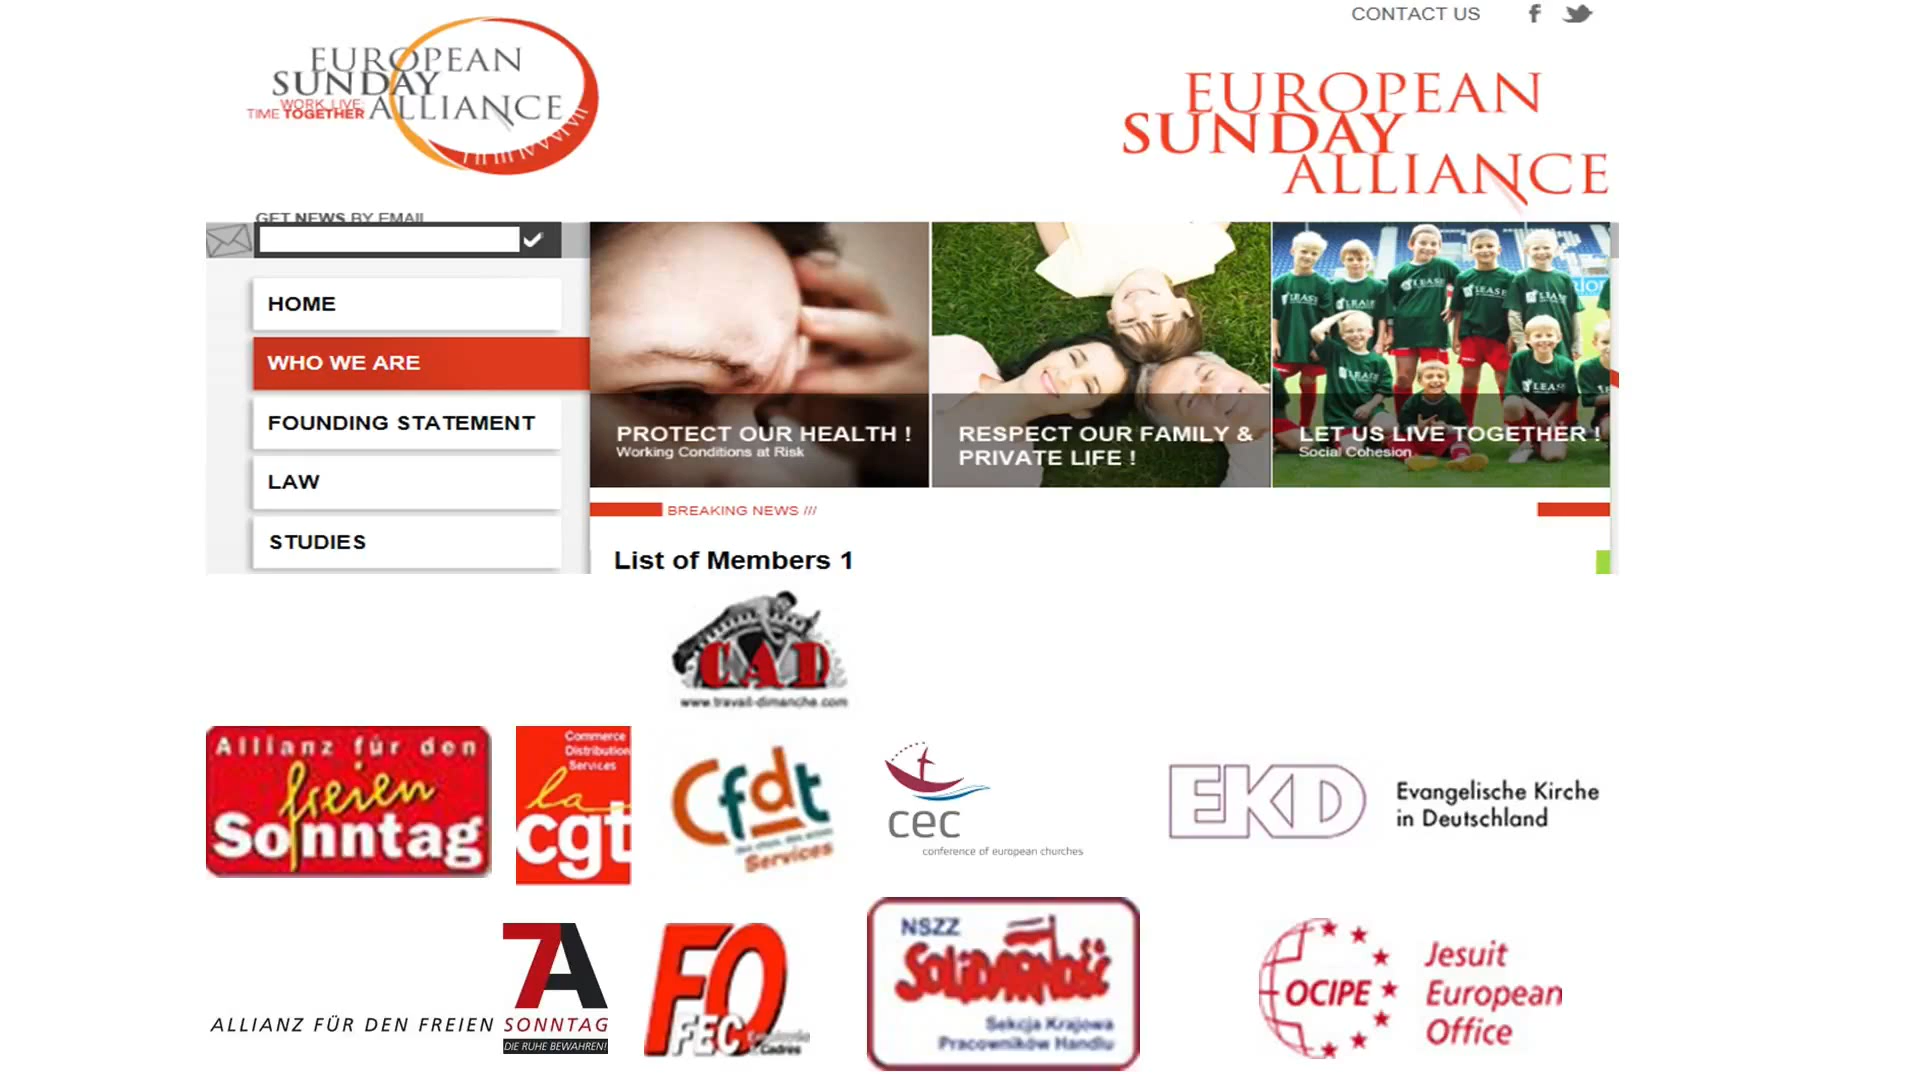 CONTACT US
EUROPEAN
SUNDAY
WORK, LIVE:
TIME TOGETHER ALLIANCE
EUROPEAN
SUNDAY
ALLIANCE
GET NEWS BY EMAIL
HOME
WHO WE ARE
FOUNDING STATEMENT
LAW
STUDIES
PROTECT OUR HEALTH !
Working Conditions at Risk
RESPECT OUR FAMILY &
PRIVATE LIFE !
LET US LIVE TOGETHER !
Social Cohesion
BREAKING NEWS ///
List of Members 1
CAD
www.travail-dimanche.com
Allianz für den
freien
Sonntag
Commerce
Distribution
Services
la
cgt
Cfdt
Services
cec
conference of european churches
EKD
Evangelische Kirche
in Deutschland
7A
ALLIANZ FÜR DEN FREIEN SONNTAG
DIE RUHE BEWAHREN!
FO
FEC
Cadres
NSZZ
SOLIDARNOŚĆ
Sekcja Krajowa
Pracowników Handlu
OCIPE
Jesuit
European
Office